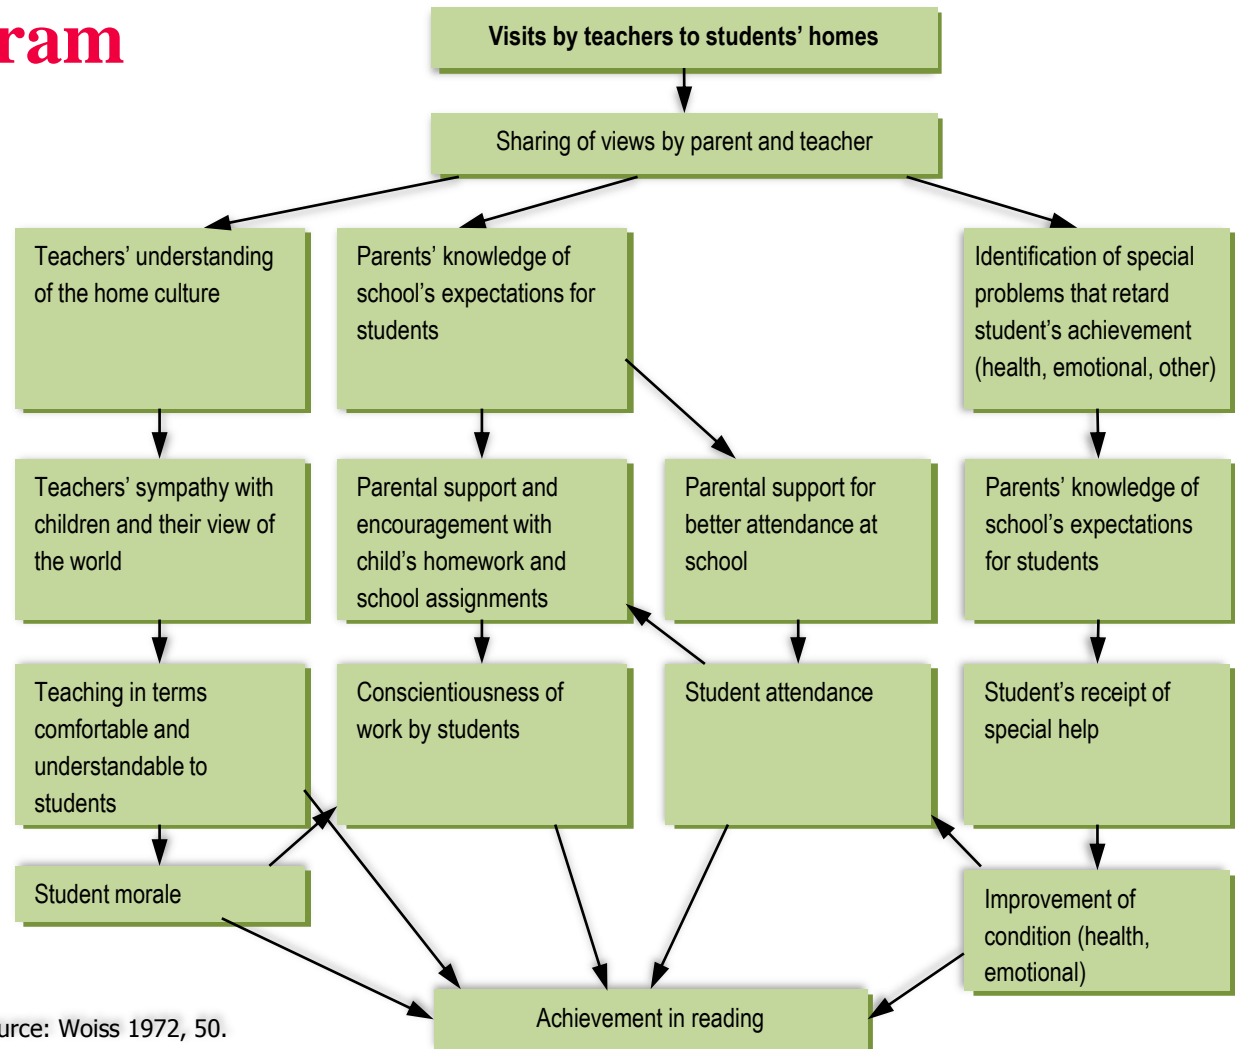 ram
Visits by teachers to students’ homes
Sharing of views by parent and teacher
Teachers’ understanding
of the home culture
Parents’ knowledge of
school’s expectations for
students
Identification of special
problems that retard
student’s achievement
(health, emotional, other)
Teachers’ sympathy with
children and their view of
the world
Parental support and
encouragement with
child’s homework and
school assignments
Parental support for
better attendance at
school
Parents’ knowledge of
school’s expectations
for students
Teaching in terms
comfortable and
understandable to
students
Conscientiousness of
work by students
Student attendance
Student’s receipt of
special help
Student morale
Improvement of
condition (health,
emotional)
Achievement in reading
urce: Woiss 1972, 50.